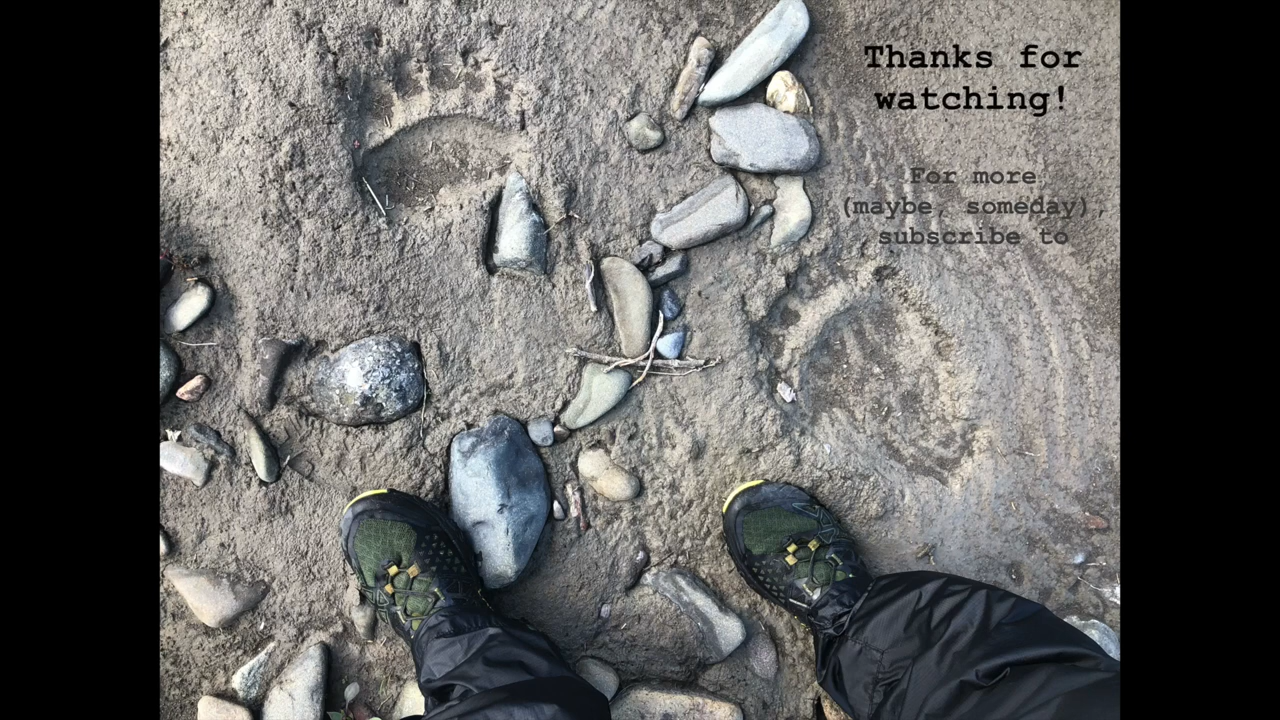 Thanks for
watching!
For more
(maybe, someday),
subscribe to